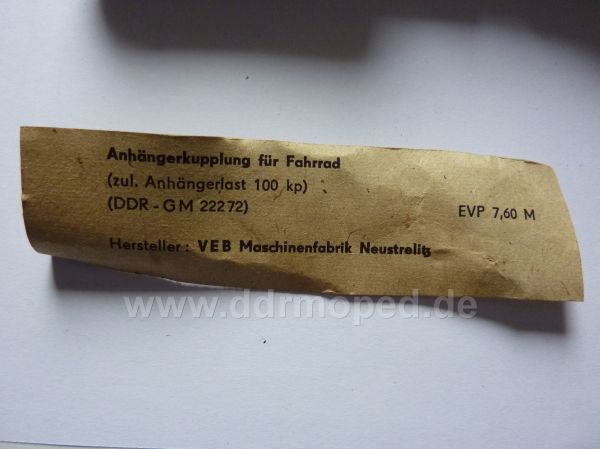 Anhängerkupplung für Fahrrad
(zul. Anhängerlast 100 kp)
(DDR-GM 22272) EVP 7,60 M
Hersteller: VEB Maschinenfabrik Neustrelitz
www.ddrmoped.de